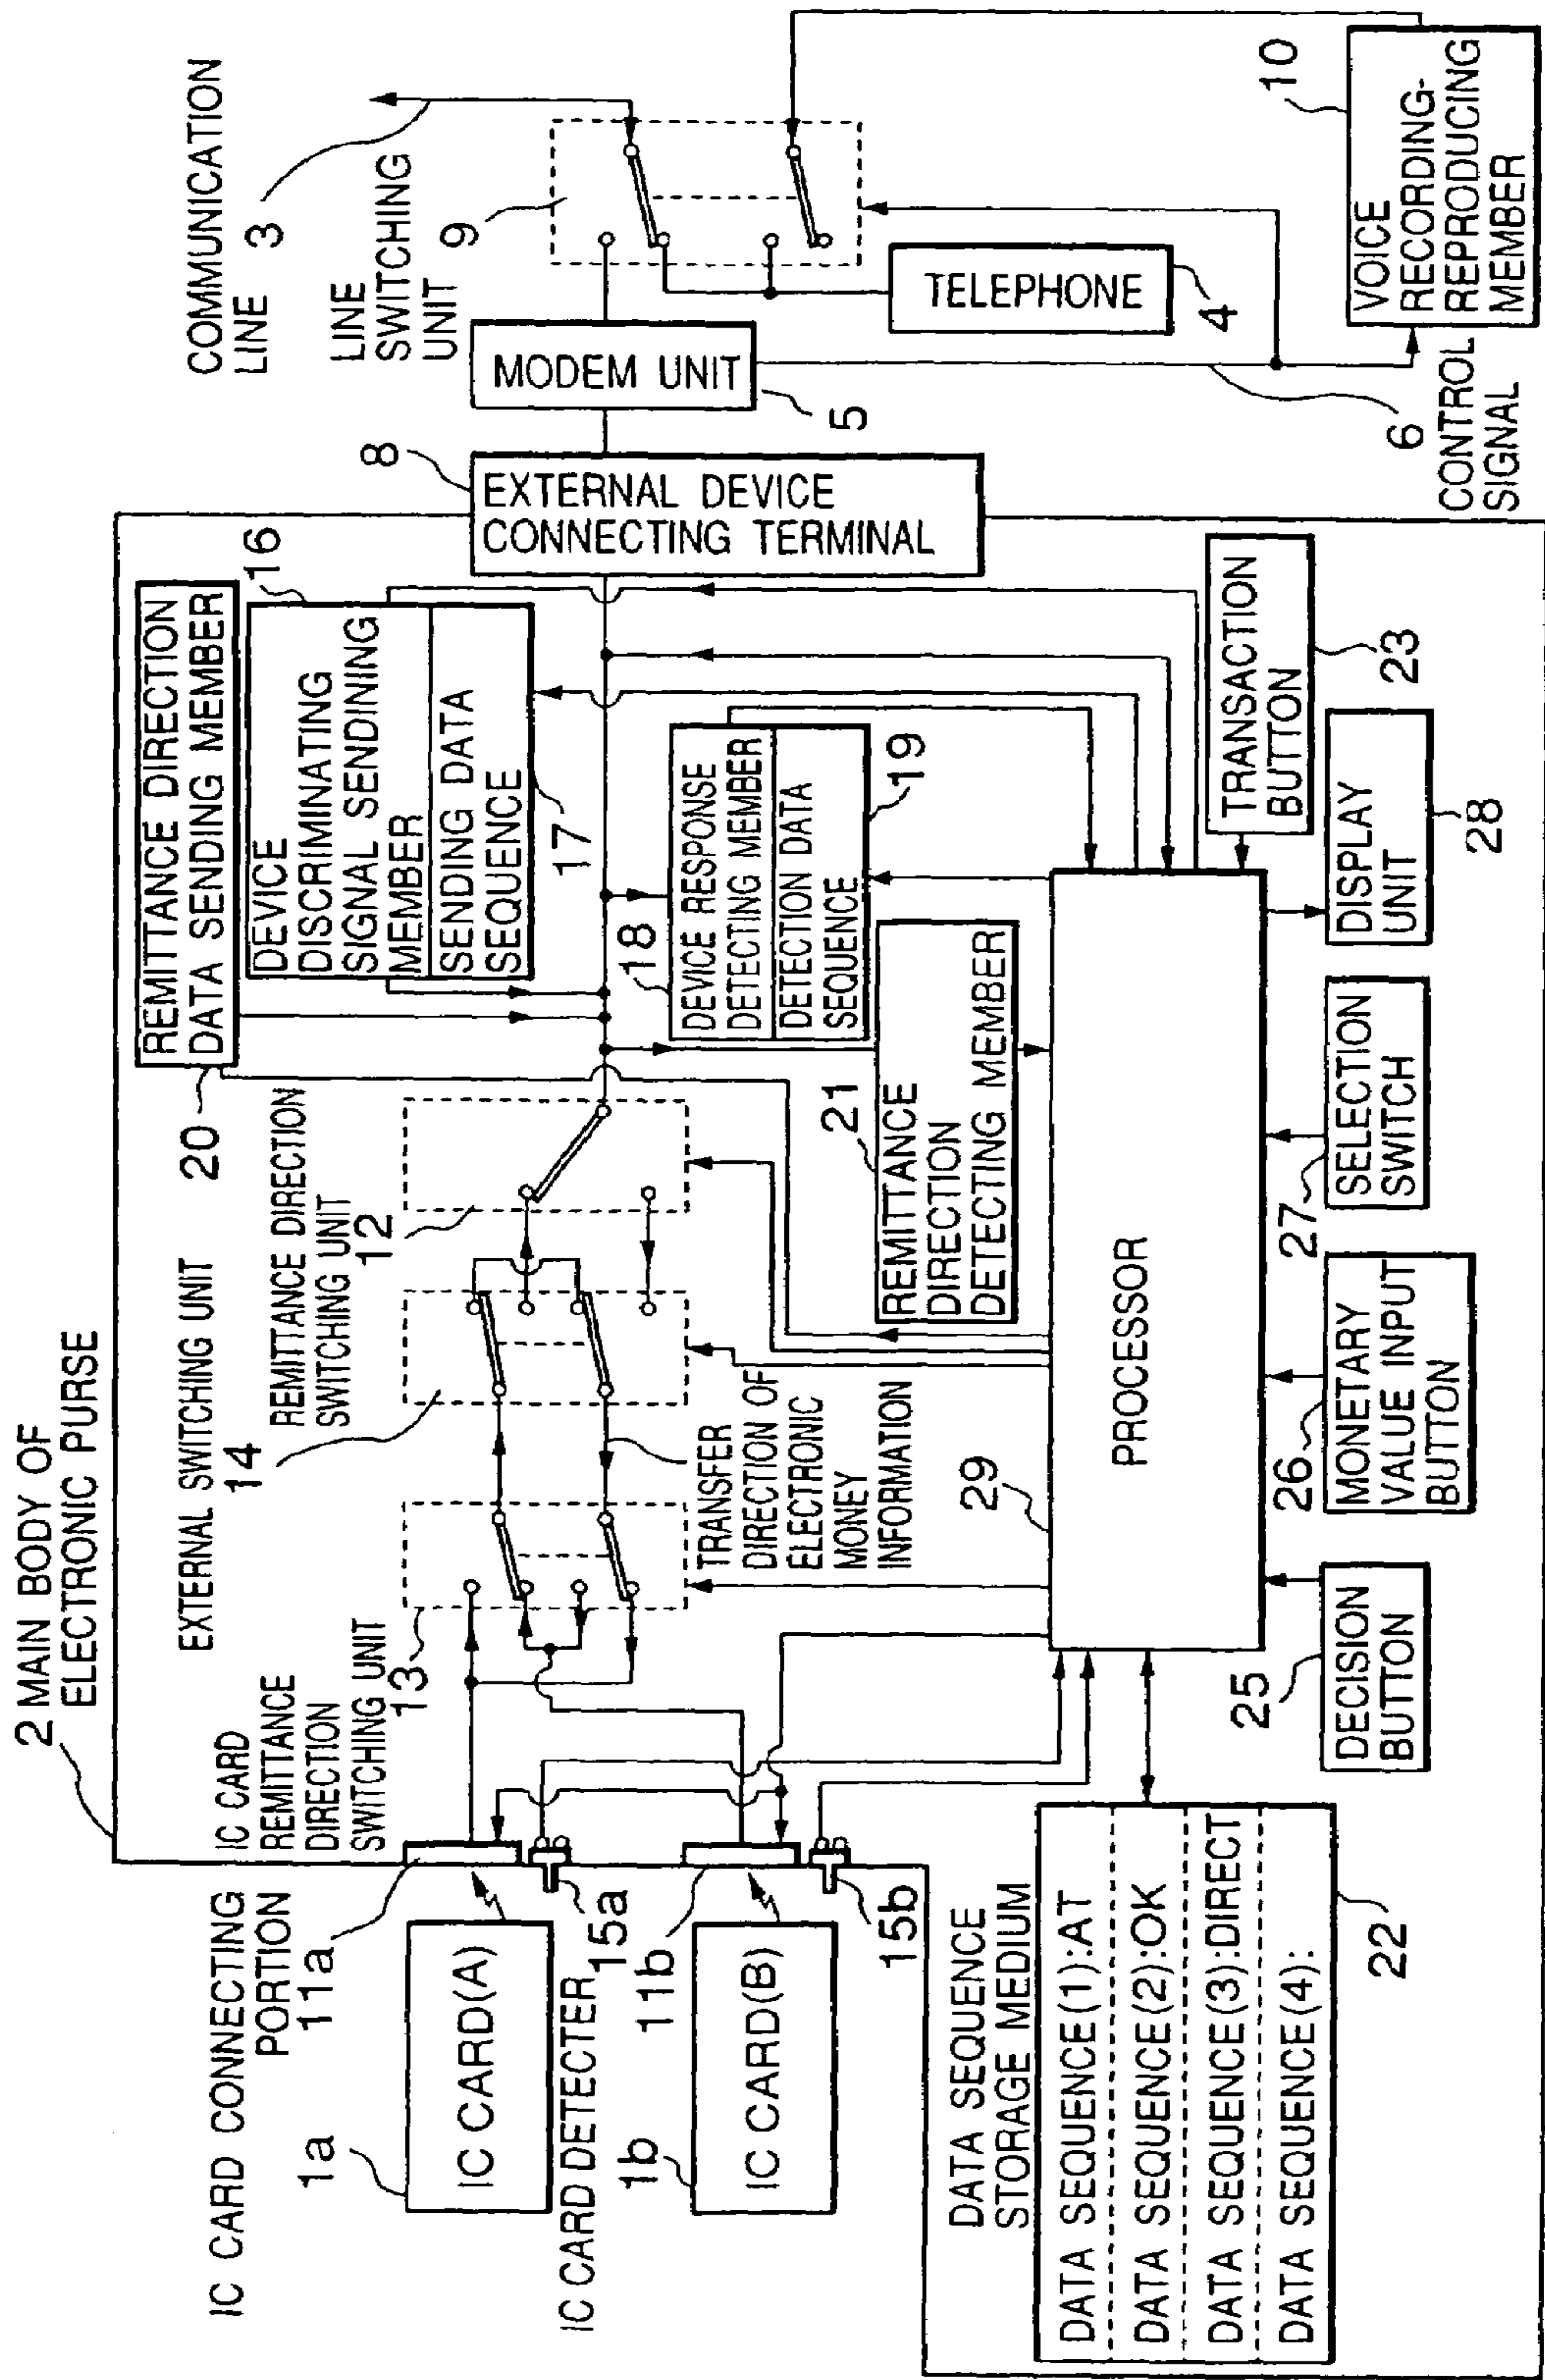 2 MAIN BODY OF
ELECTRONIC PURSE
IC CARD CONNECTING
PORTION
11a
1a
IC CARD(A)
IC CARD DETECTER
15a
1b
11b
IC CARD(B)
15b
IC CARD
REMITTANCE
DIRECTION
SWITCHING UNIT
13
EXTERNAL SWITCHING UNIT
14
REMITTANCE DIRECTION
SWITCHING UNIT
12
TRANSFER
DIRECTION OF
ELECTRONIC
MONEY
INFORMATION
20
REMITTANCE DIRECTION
DATA SENDING MEMBER
16
DEVICE
DISCRIMINATING
SIGNAL SENDINING
MEMBER
SENDING DATA
SEQUENCE
17
18
DEVICE RESPONSE
DETECTING MEMBER
DETECTION DATA
SEQUENCE
19
21
REMITTANCE
DIRECTION
DETECTING MEMBER
8
EXTERNAL DEVICE
CONNECTING TERMINAL
MODEM UNIT
5
COMMUNICATION
LINE
3
LINE
SWITCHING
UNIT
9
TELEPHONE
4
6
CONTROL
SIGNAL
10
VOICE
RECORDING-
REPRODUCING
MEMBER
DATA SEQUENCE
STORAGE MEDIUM
DATA SEQUENCE(1):AT
DATA SEQUENCE(2):OK
DATA SEQUENCE(3):DIRECT
DATA SEQUENCE(4):
22
29
PROCESSOR
25
DECISION
BUTTON
26
MONETARY
VALUE INPUT
BUTTON
27
SELECTION
SWITCH
DISPLAY
UNIT
28
TRANSACTION
BUTTON
23